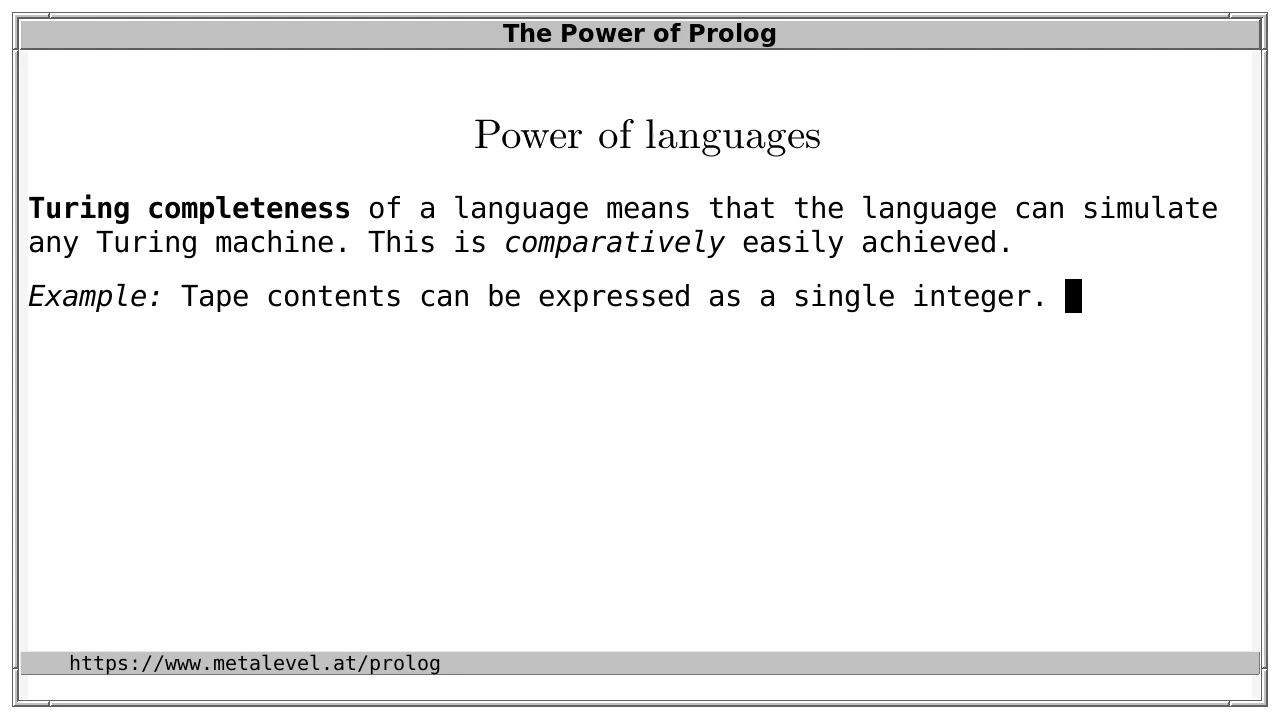 The Power of Prolog
Power of languages
Turing completeness of a language means that the language can simulate
any Turing machine. This is comparatively easily achieved.
Example: Tape contents can be expressed as a single integer.
https://www.metalevel.at/prolog